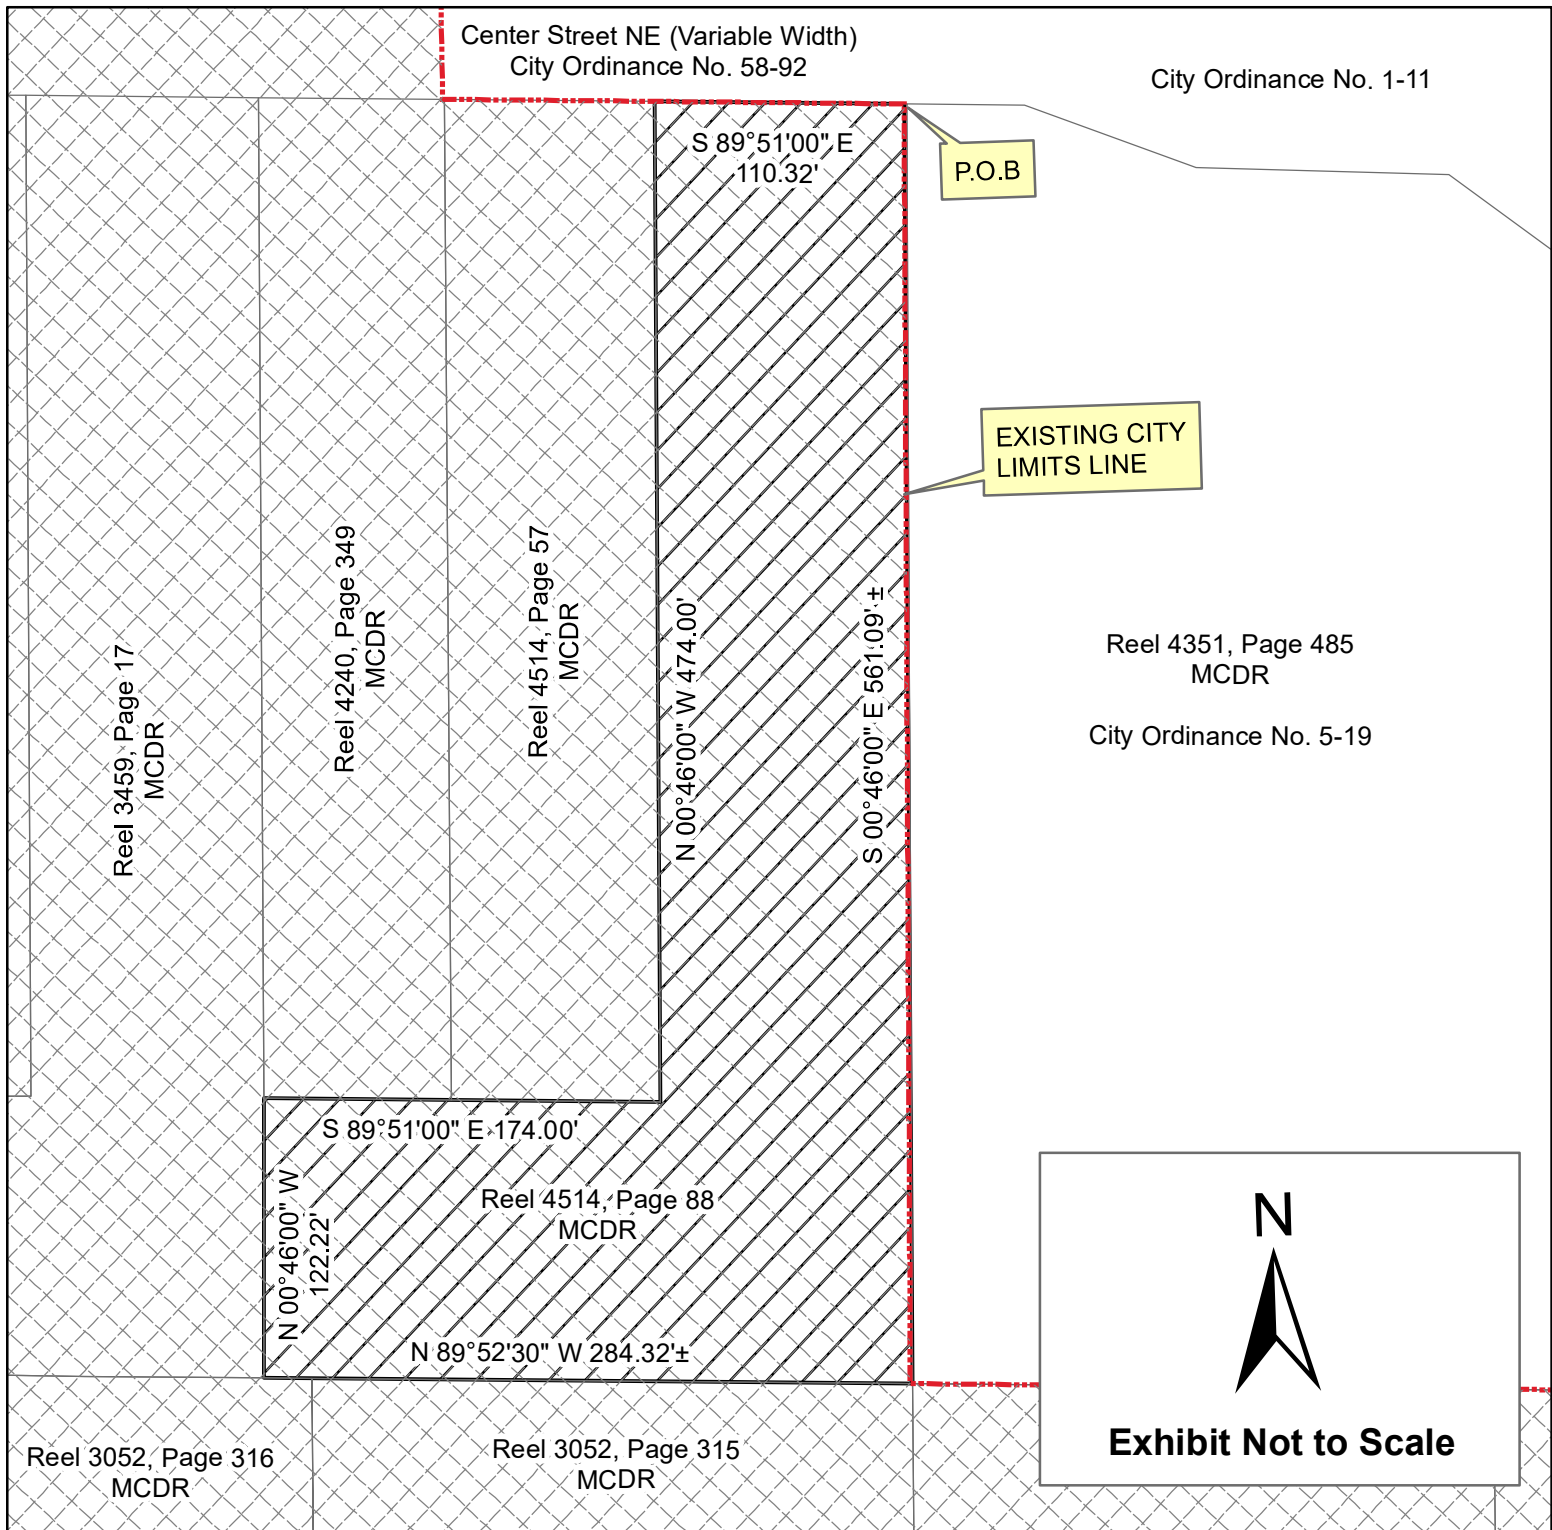 Center Street NE (Variable Width)
City Ordinance No. 58-92
City Ordinance No. 1-11
S 89°51'00" E
110.32'
P.O.B
EXISTING CITY
LIMITS LINE
Reel 3459, Page 17
MCDR
Reel 4240, Page 349
MCDR
Reel 4514, Page 57
MCDR
N 00°46'00" W 474.00'
S 00°46'00" E 561.09'±
Reel 4351, Page 485
MCDR
City Ordinance No. 5-19
S 89°51'00" E 174.00'
N 00°46'00" W
122.22'
Reel 4514, Page 88
MCDR
N 89°52'30" W 284.32'±
N
Exhibit Not to Scale
Reel 3052, Page 316
MCDR
Reel 3052, Page 315
MCDR